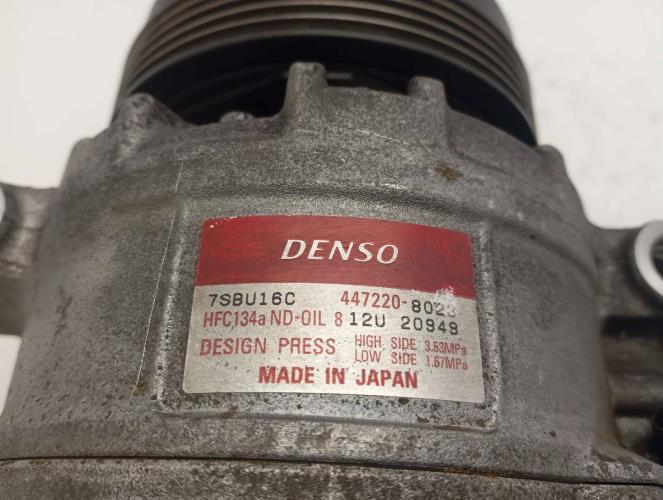 DENSO
7SBU16C 447220-8023
HFC134a ND-OIL 8 12U 20949
DESIGN PRESS HIGH SIDE 3.53MPa
LOW SIDE 1.67MPa
MADE IN JAPAN